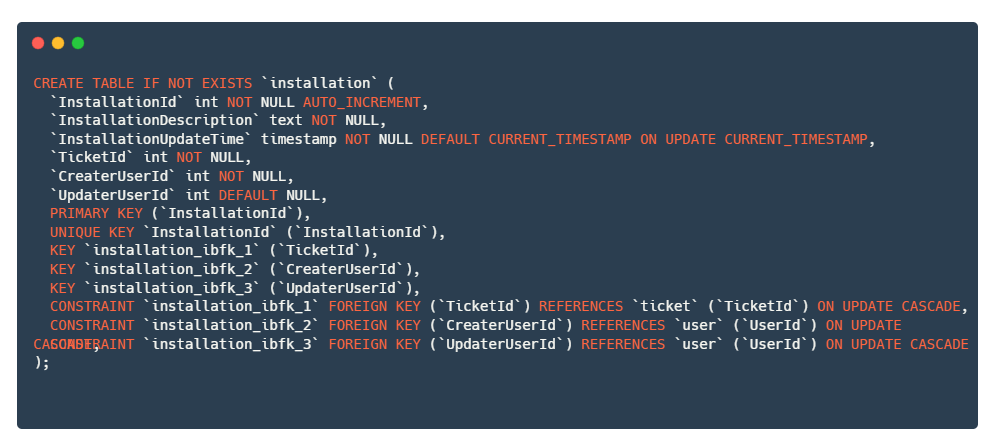 CREATE TABLE IF NOT EXISTS `installation` (
  `InstallationId` int NOT NULL AUTO_INCREMENT,
  `InstallationDescription` text NOT NULL,
  `InstallationUpdateTime` timestamp NOT NULL DEFAULT CURRENT_TIMESTAMP ON UPDATE CURRENT_TIMESTAMP,
  `TicketId` int NOT NULL,
  `CreaterUserId` int NOT NULL,
  `UpdaterUserId` int DEFAULT NULL,
  PRIMARY KEY (`InstallationId`),
  UNIQUE KEY `InstallationId` (`InstallationId`),
  KEY `installation_ibfk_1` (`TicketId`),
  KEY `installation_ibfk_2` (`CreaterUserId`),
  KEY `installation_ibfk_3` (`UpdaterUserId`),
  CONSTRAINT `installation_ibfk_1` FOREIGN KEY (`TicketId`) REFERENCES `ticket` (`TicketId`) ON UPDATE CASCADE,
  CONSTRAINT `installation_ibfk_2` FOREIGN KEY (`CreaterUserId`) REFERENCES `user` (`UserId`) ON UPDATE
CASCADE,
  CONSTRAINT `installation_ibfk_3` FOREIGN KEY (`UpdaterUserId`) REFERENCES `user` (`UserId`) ON UPDATE CASCADE
);